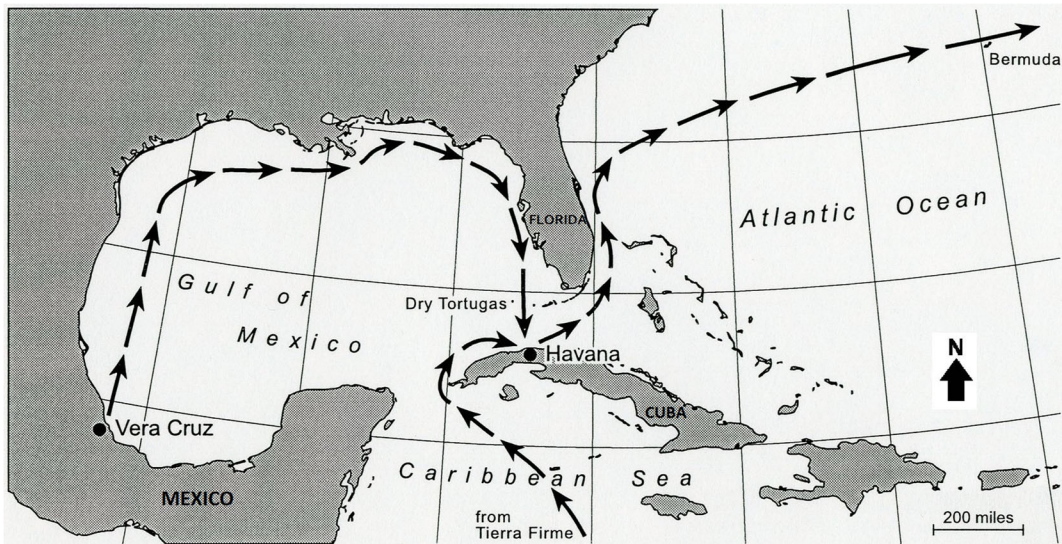 Bermuda
Atlantic Ocean
FLORIDA
Gulf of
Mexico
Dry Tortugas
Havana
N
CUBA
Vera Cruz
Caribbean Sea
MEXICO
from
Tierra Firme
200 miles